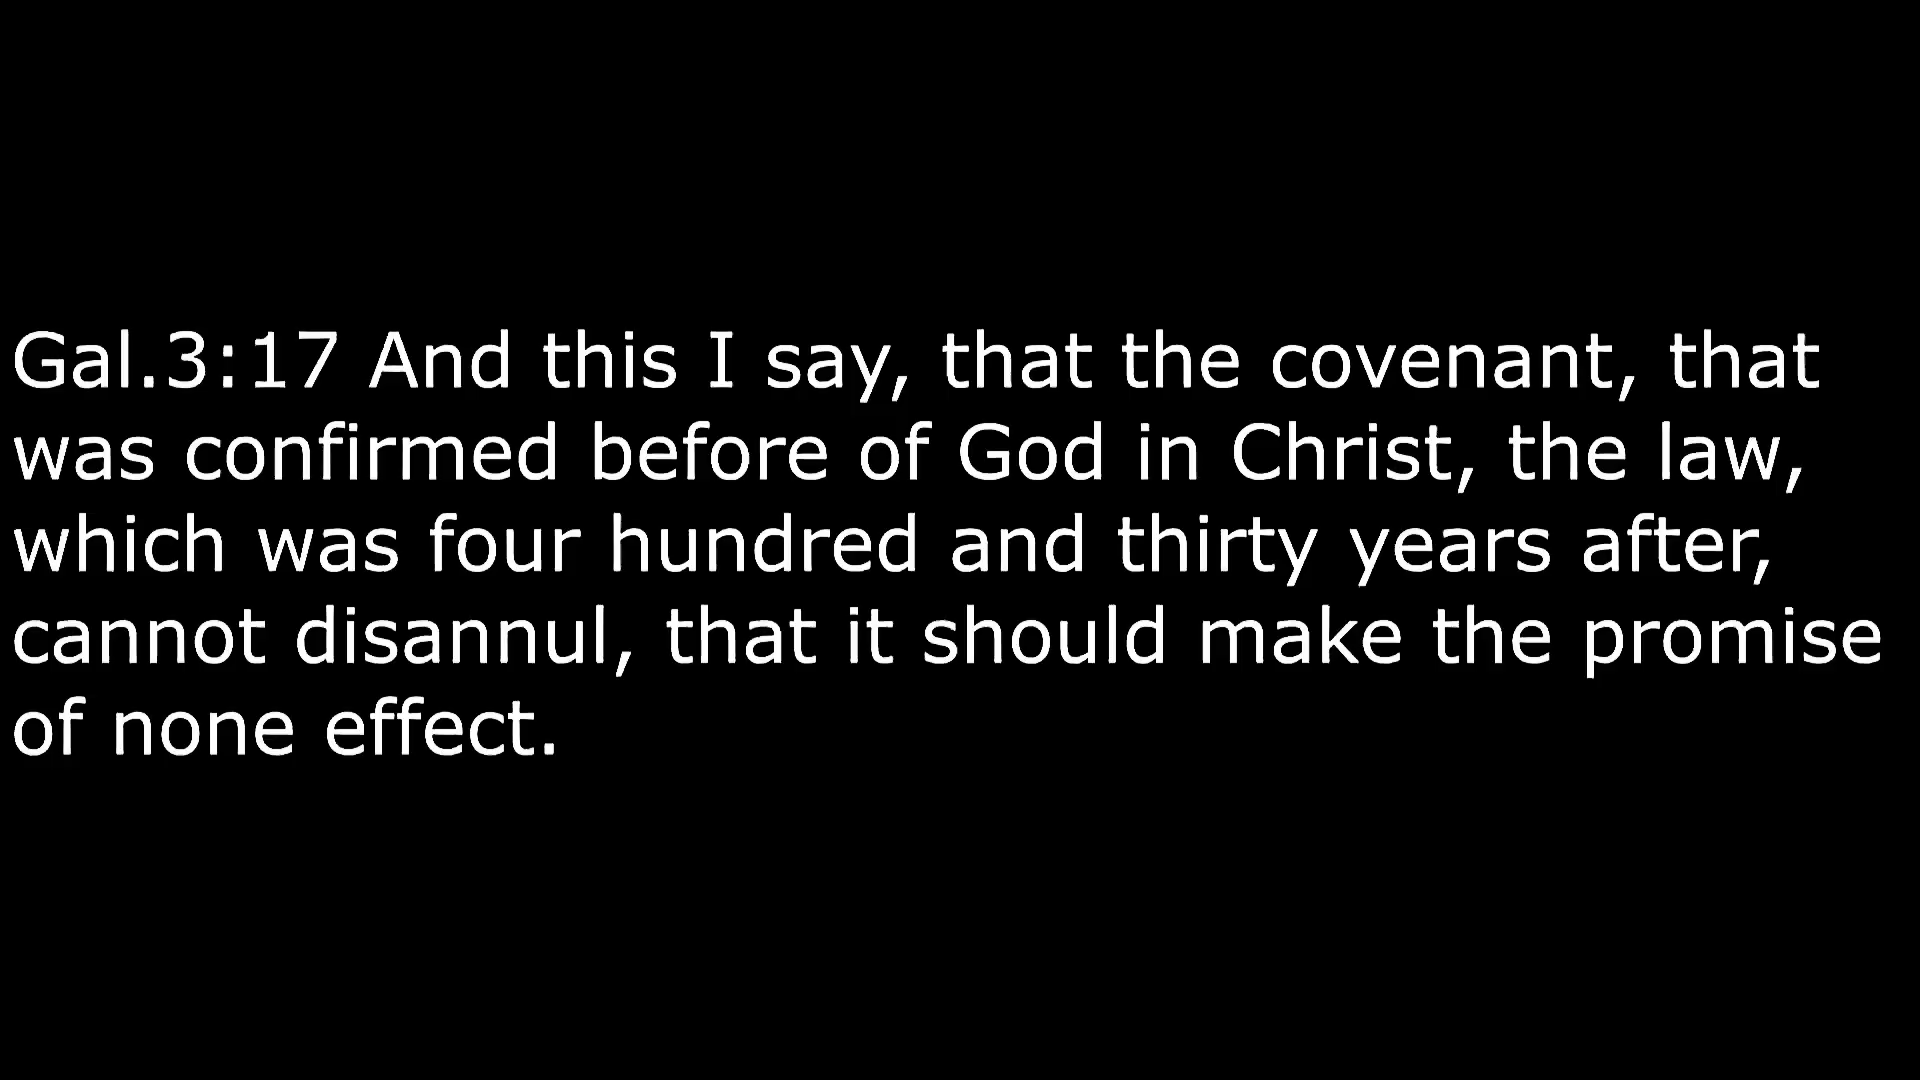 Gal.3:17 And this I say, that the covenant, that
was confirmed before of God in Christ, the law,
which was four hundred and thirty years after,
cannot disannul, that it should make the promise
of none effect.